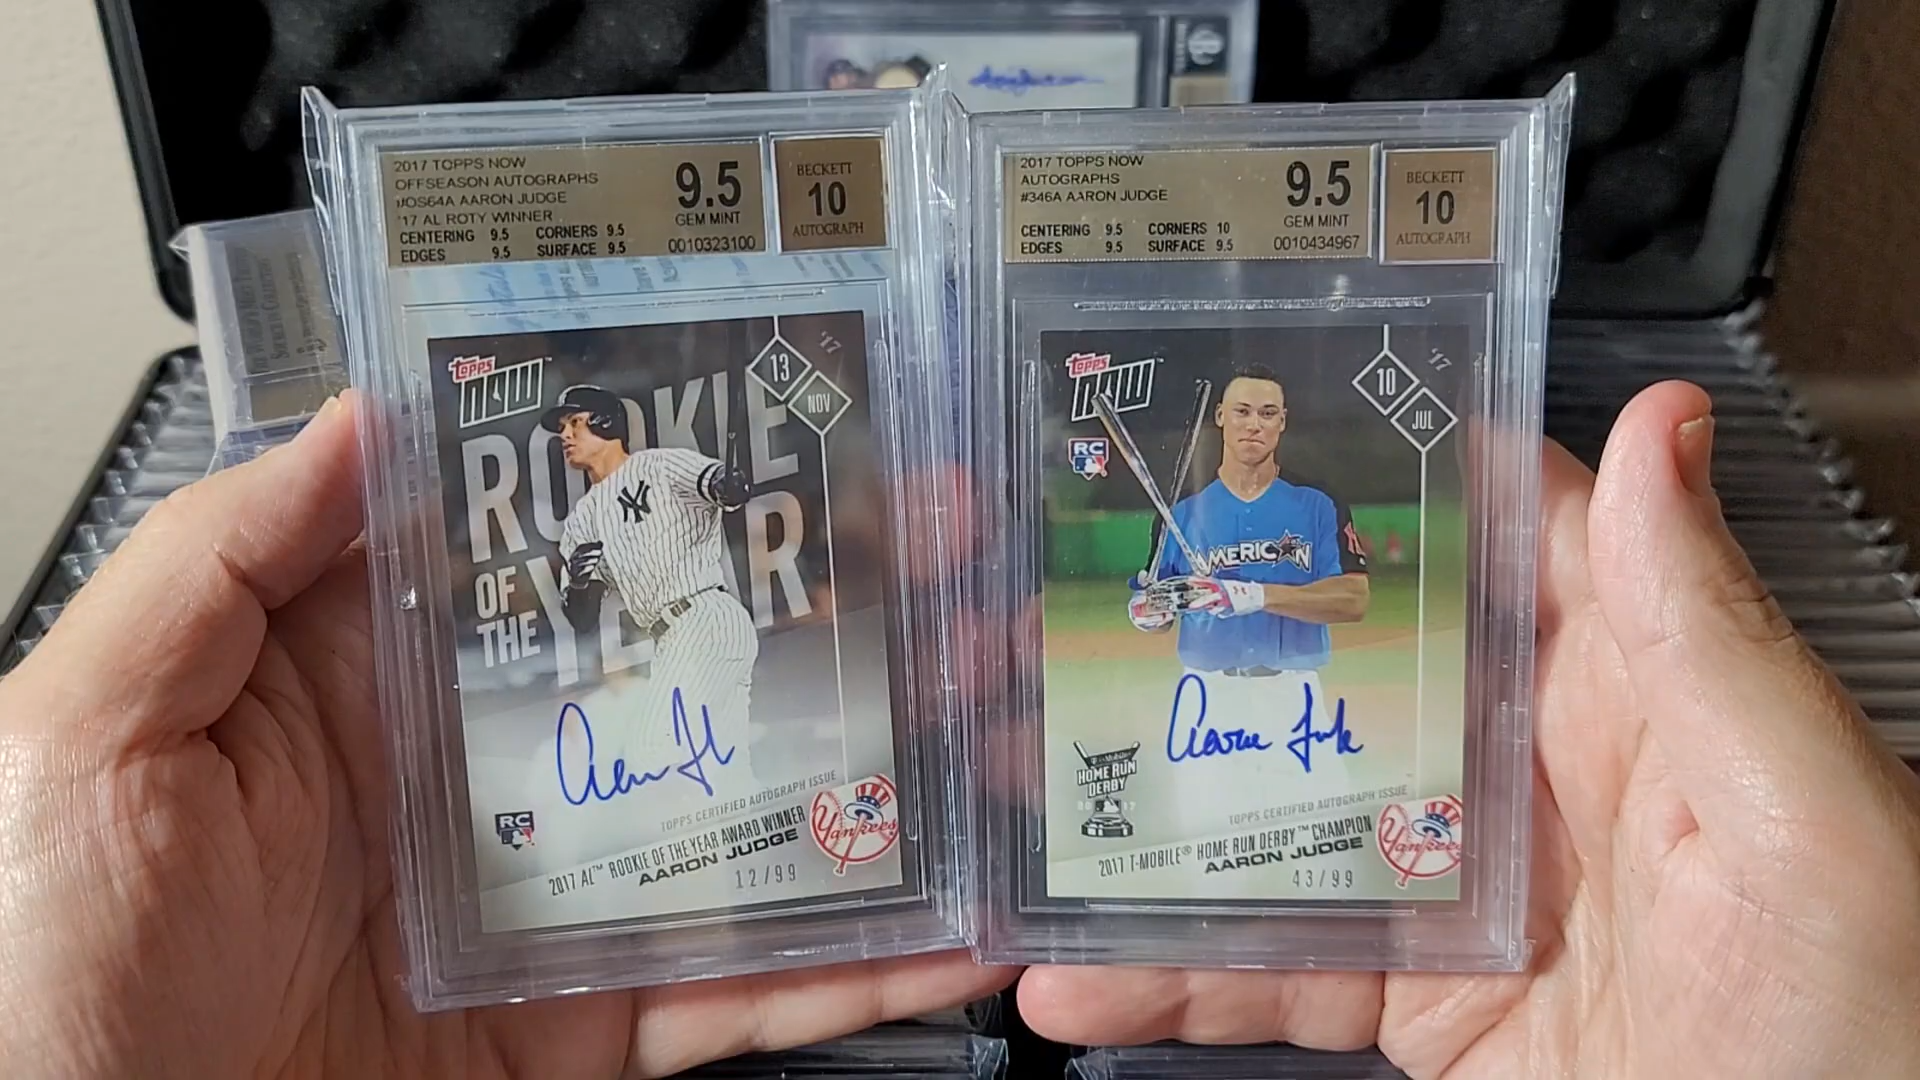 2017 TOPPS NOW
OFFSEASON AUTOGRAPHS
#OS64A AARON JUDGE
'17 AL ROTY WINNER
CENTERING 9.5 CORNERS 9.5
EDGES 9.5 SURFACE 9.5
9.5
GEM MINT
0010323100
BECKETT
10
AUTOGRAPH
topps
NOW
13
NOV
'17
ROOKIE
OF
THE YEAR
Aaron Judge
TOPPS CERTIFIED AUTOGRAPH ISSUE
RC
2017 AL™ ROOKIE OF THE YEAR AWARD WINNER
AARON JUDGE
12/99
Yankees
2017 TOPPS NOW
AUTOGRAPHS
#346A AARON JUDGE
CENTERING 9.5 CORNERS 10
EDGES 9.5 SURFACE 9.5
9.5
GEM MINT
0010434967
BECKETT
10
AUTOGRAPH
topps
NOW
RC
10
JUL
'17
AMERICAN
Aaron Judge
T-Mobile
HOME RUN
DERBY
TOPPS CERTIFIED AUTOGRAPH ISSUE
2017 T-MOBILE® HOME RUN DERBY™ CHAMPION
AARON JUDGE
43/99
Yankees